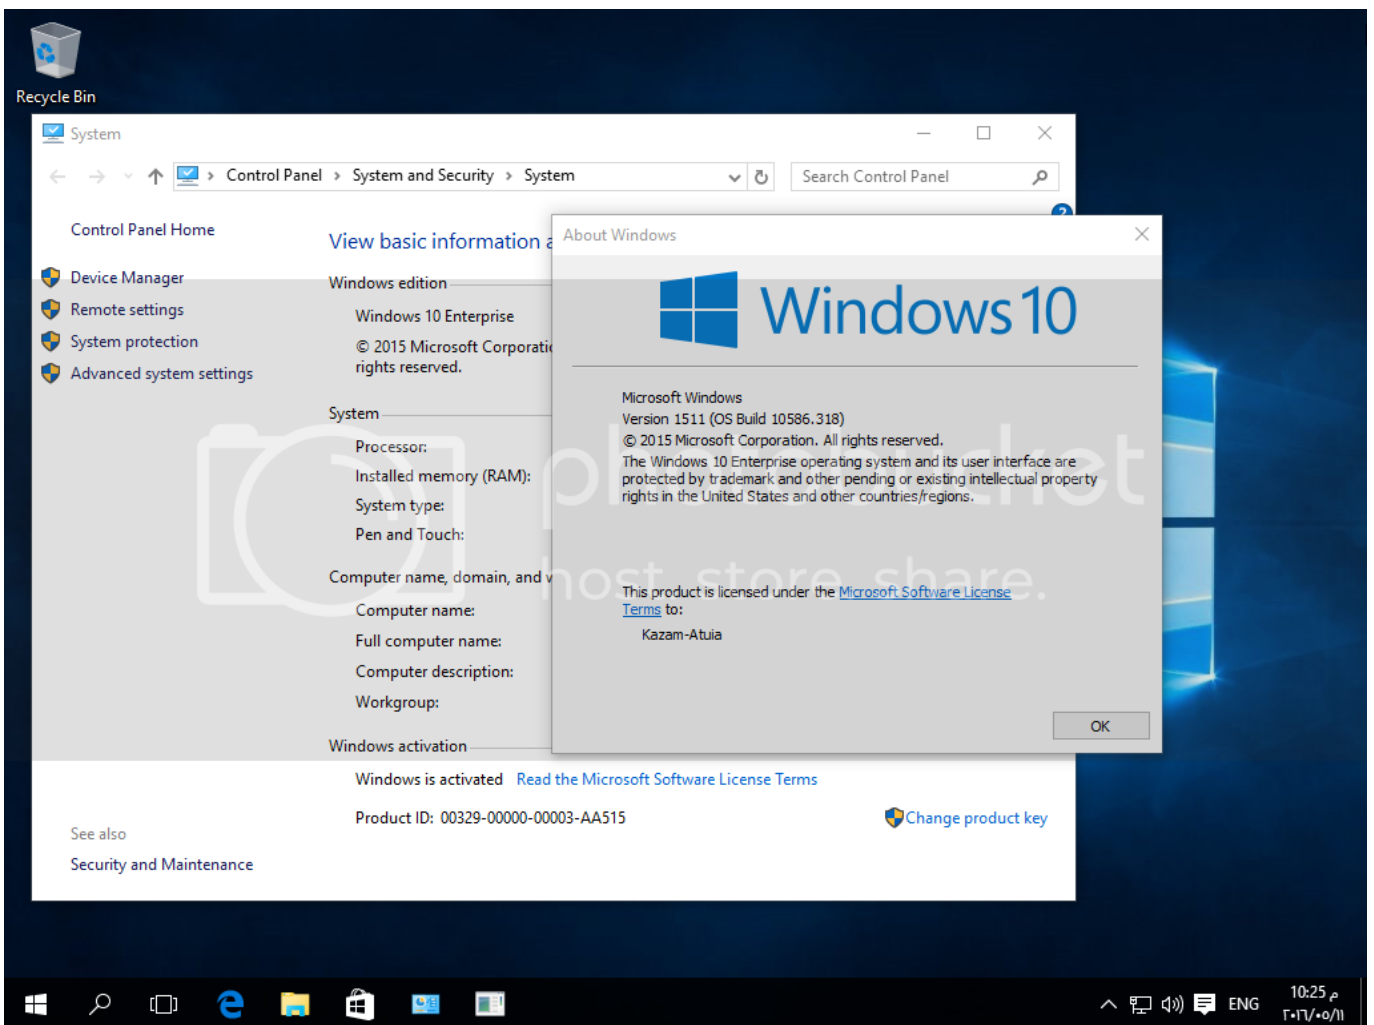 Recycle Bin
System
Control Panel › System and Security › System
Search Control Panel
Control Panel Home
Device Manager
Remote settings
System protection
Advanced system settings
See also
Security and Maintenance
View basic information a
Windows edition
Windows 10 Enterprise
© 2015 Microsoft Corporatio
rights reserved.
System
Processor:
Installed memory (RAM):
System type:
Pen and Touch:
Computer name, domain, and w
Computer name:
Full computer name:
Computer description:
Workgroup:
Windows activation
Windows is activated Read the Microsoft Software License Terms
Product ID: 00329-00000-00003-AA515
Change product key
?
About Windows
Windows 10
Microsoft Windows
Version 1511 (OS Build 10586.318)
© 2015 Microsoft Corporation. All rights reserved.
The Windows 10 Enterprise operating system and its user interface are
protected by trademark and other pending or existing intellectual property
rights in the United States and other countries/regions.
This product is licensed under the Microsoft Software License
Terms to:
Kazam-Atuia
OK
photobucket
host. store. share.
ENG
10:25 م
٢٠١٦/٠٥/١١